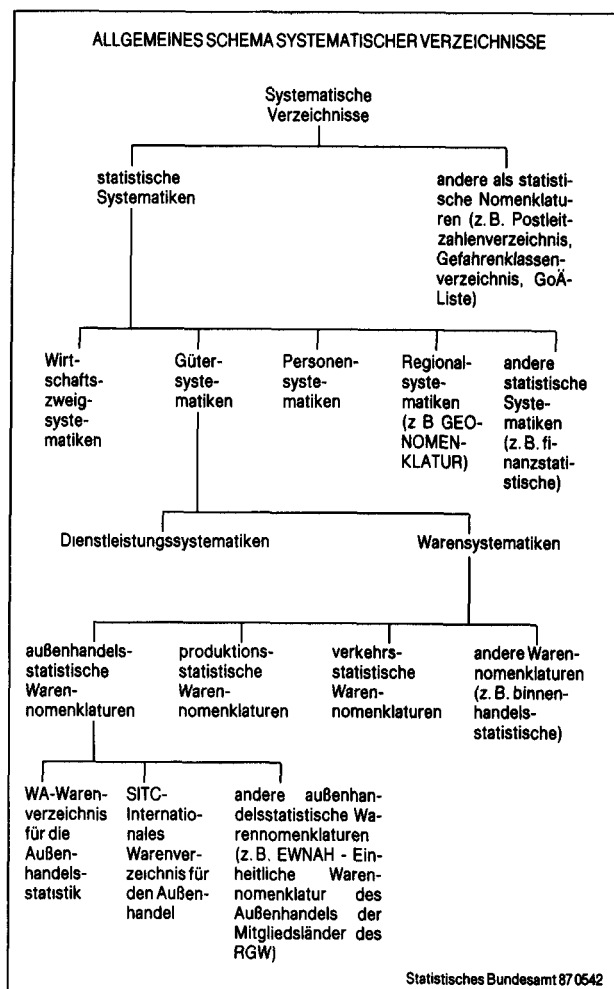 ALLGEMEINES SCHEMA SYSTEMATISCHER VERZEICHNISSE
Systematische
Verzeichnisse
statistische
Systematiken
andere als statisti-
sche Nomenklatu-
ren (z. B. Postleit-
zahlenverzeichnis,
Gefahrenklassen-
verzeichnis, GoÄ-
Liste)
Wirt-
schafts-
zweig-
syste-
matiken
Güter-
syste-
matiken
Personen-
syste-
matiken
Regional-
syste-
matiken
(z B GEO-
NOMEN-
KLATUR)
andere
statistische
Syste-
matiken
(z. B. fi-
nanzstati-
stische)
Dienstleistungssystematiken
Warensystematiken
außenhandels-
statistische
Waren-
nomenklaturen
produktions-
statistische
Waren-
nomenklaturen
verkehrs-
statistische
Waren-
nomenklaturen
andere Waren-
nomenklaturen
(z. B. binnen-
handels-
statistische)
WA-Waren-
verzeichnis
für die
Außen-
handels-
statistik
SITC-
Internatio-
nales
Warenver-
zeichnis für
den Außen-
handel
andere außenhan-
delsstatistische Wa-
rennomenklaturen
(z. B. EWNAH - Ein-
heitliche Waren-
nomenklatur des
Außenhandels der
Mitgliedsländer des
RGW)
Statistisches Bundesamt 87 0542